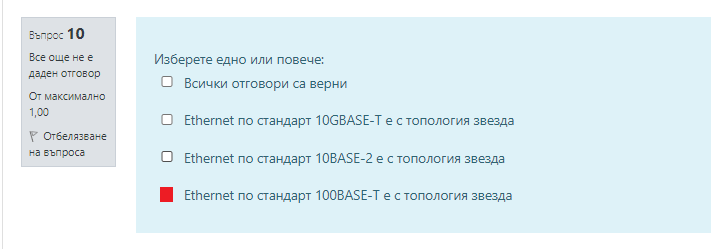 Въпрос 10
Все още не е
даден отговор
От максимално
1,00
Отбелязване
на въпроса
Изберете едно или повече:
Всички отговори са верни
Ethernet по стандарт 10GBASE-T е с топология звезда
Ethernet по стандарт 10BASE-2 е с топология звезда
Ethernet по стандарт 100BASE-T е с топология звезда